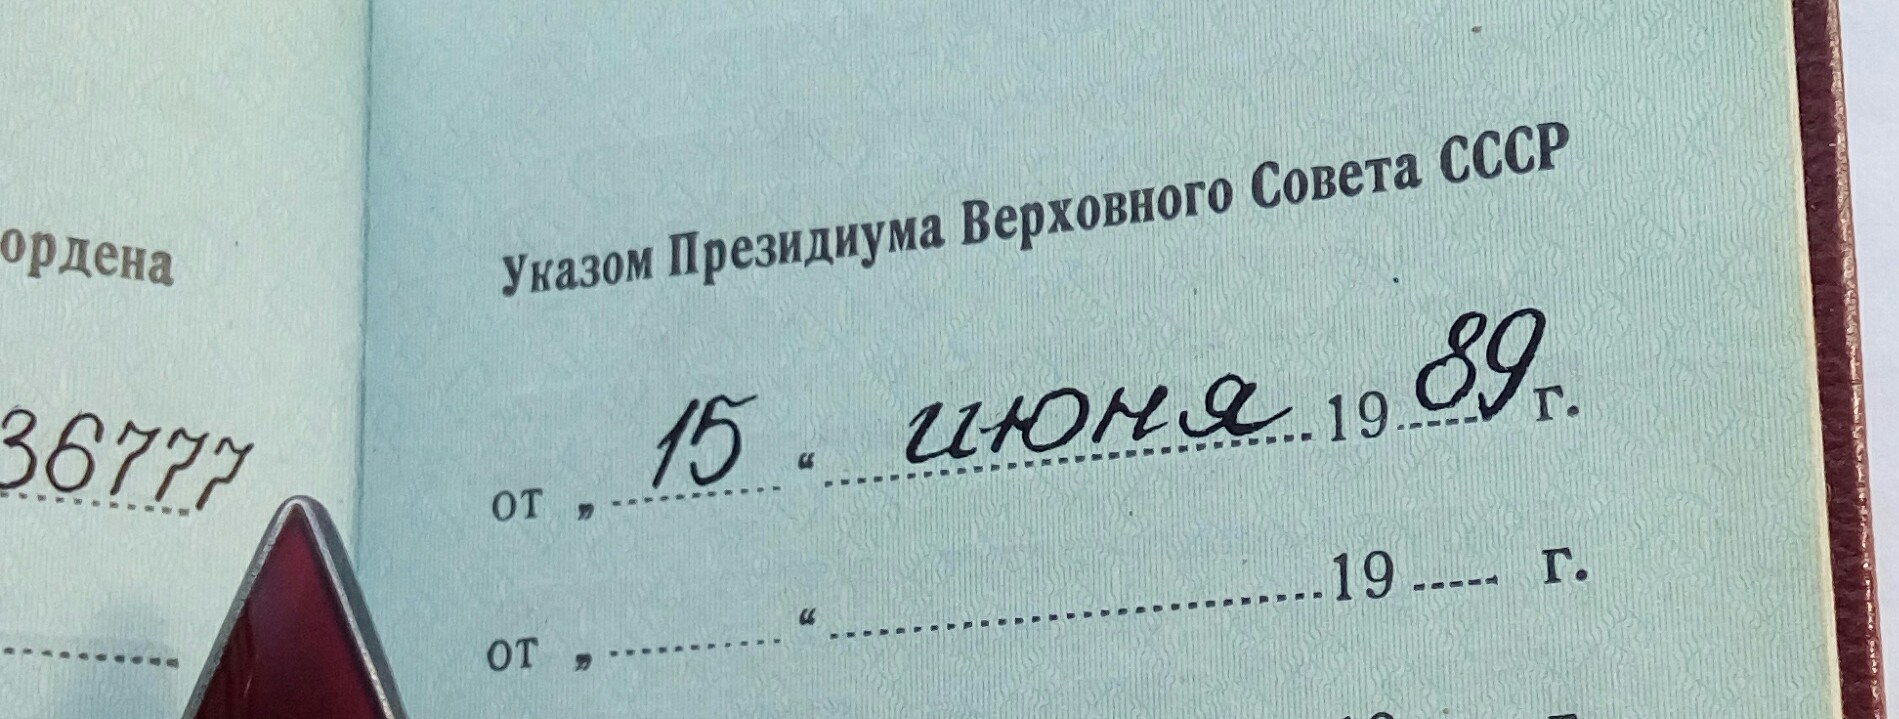 ордена
36777
Указом Президиума Верховного Совета СССР
от „ 15 “ июня 1989 г.
от „ “ 19 г.